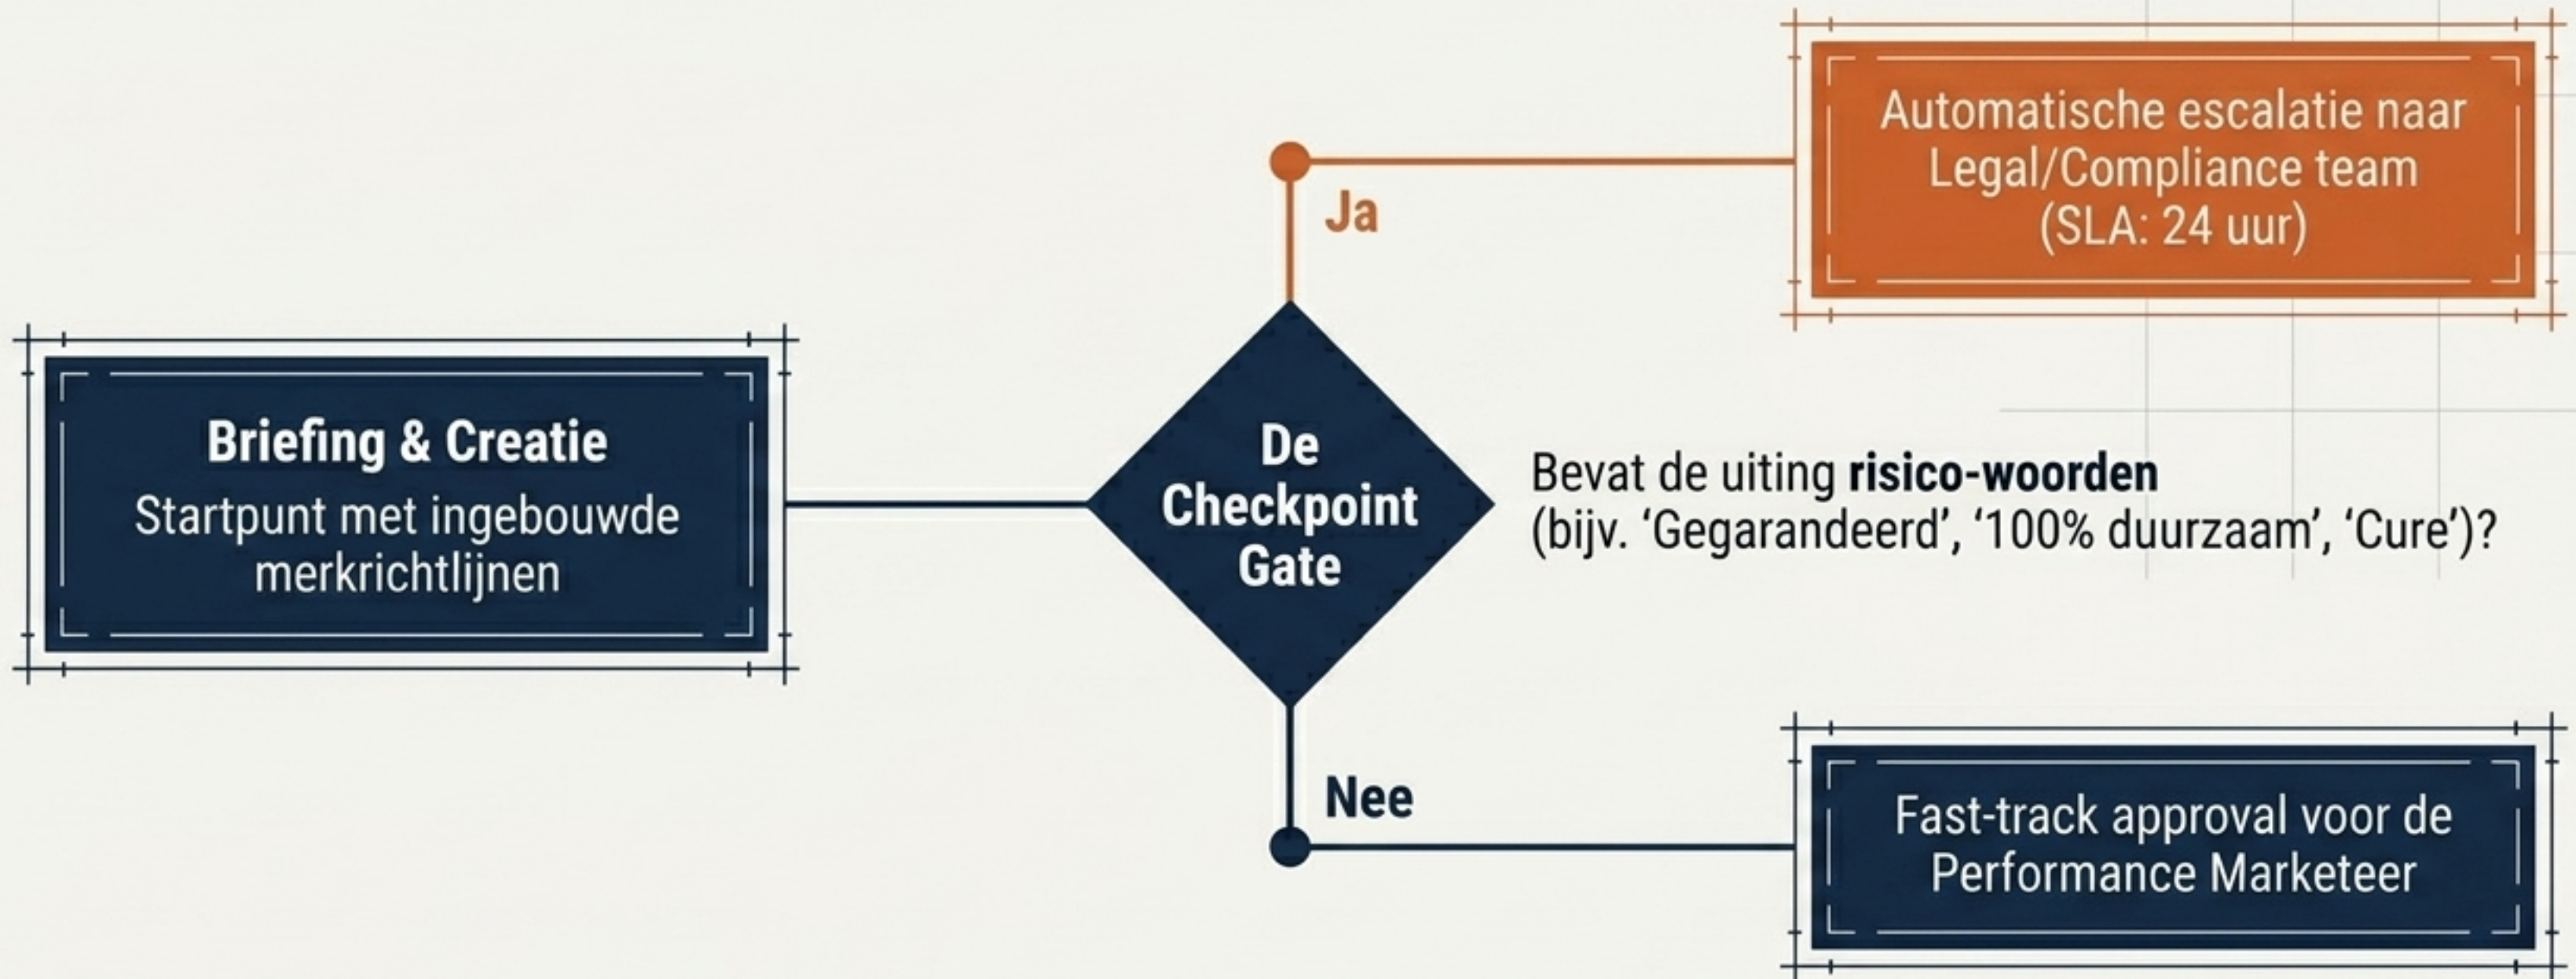 Briefing & Creatie
Startpunt met ingebouwde
merkrichtlijnen
De
Checkpoint
Gate
Ja
Automatische escalatie naar
Legal/Compliance team
(SLA: 24 uur)
Bevat de uiting risico-woorden
(bijv. ‘Gegarandeerd’, ‘100% duurzaam’, ‘Cure’)?
Nee
Fast-track approval voor de
Performance Marketeer